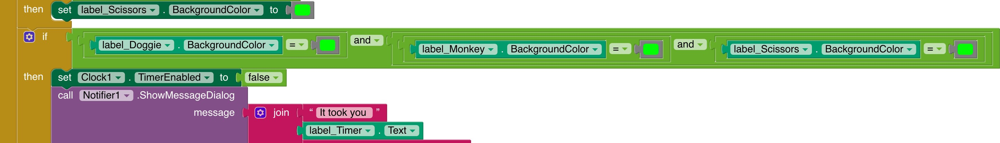 then set label_Scissors . BackgroundColor to
if label_Doggie . BackgroundColor = and label_Monkey . BackgroundColor = and label_Scissors . BackgroundColor =
then set Clock1 . TimerEnabled to false
call Notifier1 .ShowMessageDialog
message join “ It took you ”
label_Timer . Text